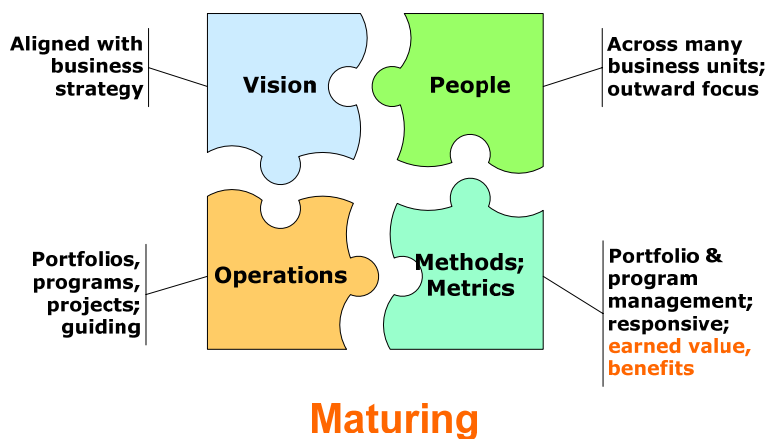 Aligned with
business
strategy
Vision
People
Across many
business units;
outward focus
Portfolios,
programs,
projects;
guiding
Operations
Methods;
Metrics
Portfolio &
program
management;
responsive;
earned value,
benefits
Maturing